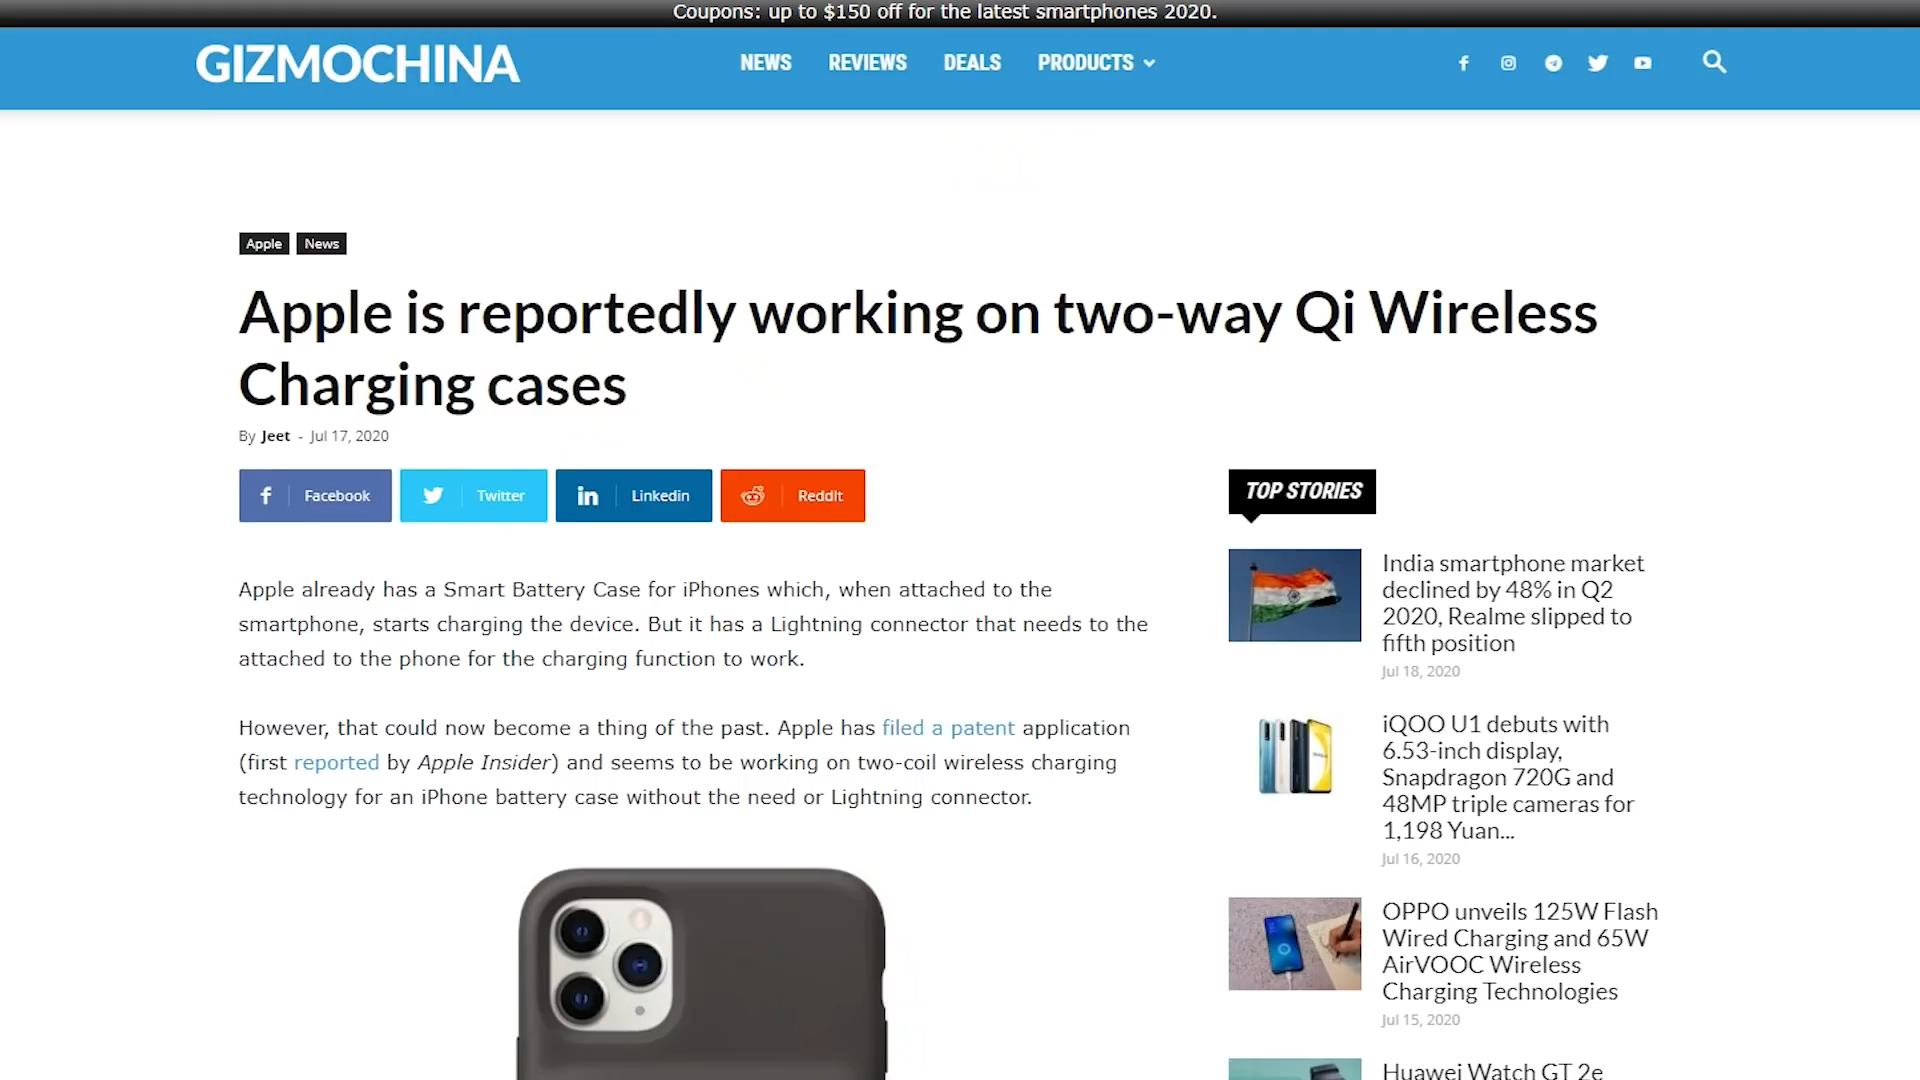 Coupons: up to $150 off for the latest smartphones 2020.
GIZMOCHINA
NEWS REVIEWS DEALS PRODUCTS
Apple News
Apple is reportedly working on two-way Qi Wireless
Charging cases
By Jeet - Jul 17, 2020
Facebook Twitter Linkedin ReddIt
Apple already has a Smart Battery Case for iPhones which, when attached to the
smartphone, starts charging the device. But it has a Lightning connector that needs to the
attached to the phone for the charging function to work.
However, that could now become a thing of the past. Apple has filed a patent application
(first reported by Apple Insider) and seems to be working on two-coil wireless charging
technology for an iPhone battery case without the need or Lightning connector.
TOP STORIES
India smartphone market
declined by 48% in Q2
2020, Realme slipped to
fifth position
Jul 18, 2020
iQOO U1 debuts with
6.53-inch display,
Snapdragon 720G and
48MP triple cameras for
1,198 Yuan...
Jul 16, 2020
OPPO unveils 125W Flash
Wired Charging and 65W
AirVOOC Wireless
Charging Technologies
Jul 15, 2020
Huawei Watch GT 2e